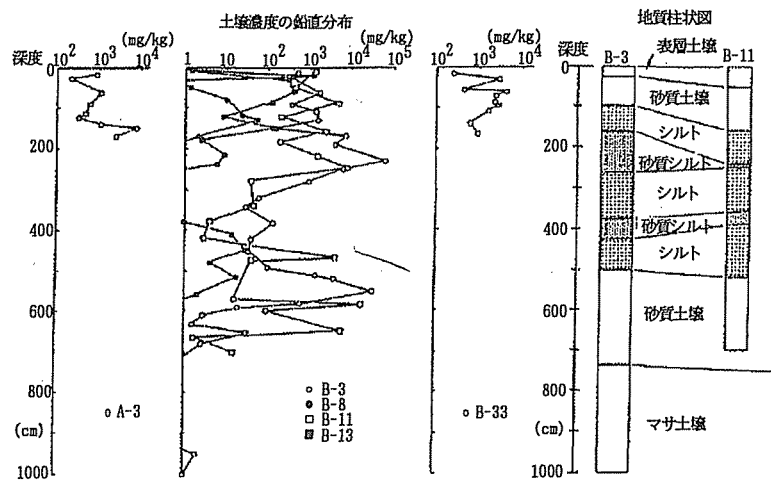 土壌濃度の鉛直分布
地質柱状図
(mg/kg)
(mg/kg)
(mg/kg)
深度
10² 10³ 10⁴
1 10 10² 10³ 10⁴ 10⁵
10² 10³ 10⁴
深度
B-3
表層土壌
B-11
0
200
400
600
800
(cm)
1000
A-3
B-3
B-8
B-11
B-13
B-33
0
200
400
600
800
(cm)
1000
砂質土壌
シルト
砂質シルト
シルト
砂質シルト
シルト
砂質土壌
マサ土壌